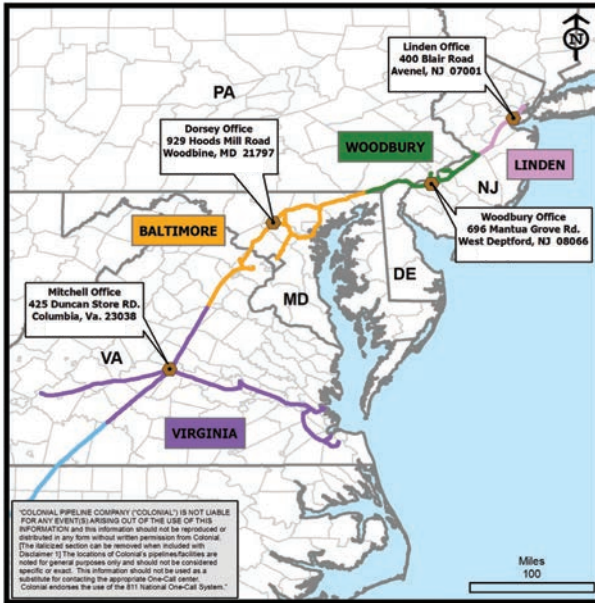 N
Linden Office
400 Blair Road
Avenel, NJ 07001
PA
Dorsey Office
929 Hoods Mill Road
Woodbine, MD 21797
WOODBURY
LINDEN
NJ
BALTIMORE
Woodbury Office
696 Mantua Grove Rd.
West Deptford, NJ 08066
DE
MD
Mitchell Office
425 Duncan Store RD.
Columbia, Va. 23038
VA
VIRGINIA
"COLONIAL PIPELINE COMPANY ("COLONIAL") IS NOT LIABLE
FOR ANY EVENT(S) ARISING OUT OF THE USE OF THIS
INFORMATION and this information should not be reproduced or
distributed in any form without written permission from Colonial.
[The italicized section can be removed when included with
Disclaimer 1] The locations of Colonial's pipelines/facilities are
noted for general purposes only and should not be considered
specific or exact. This information should not be used as a
substitute for contacting the appropriate One-Call center.
Colonial endorses the use of the 811 National One-Call System."
Miles
100